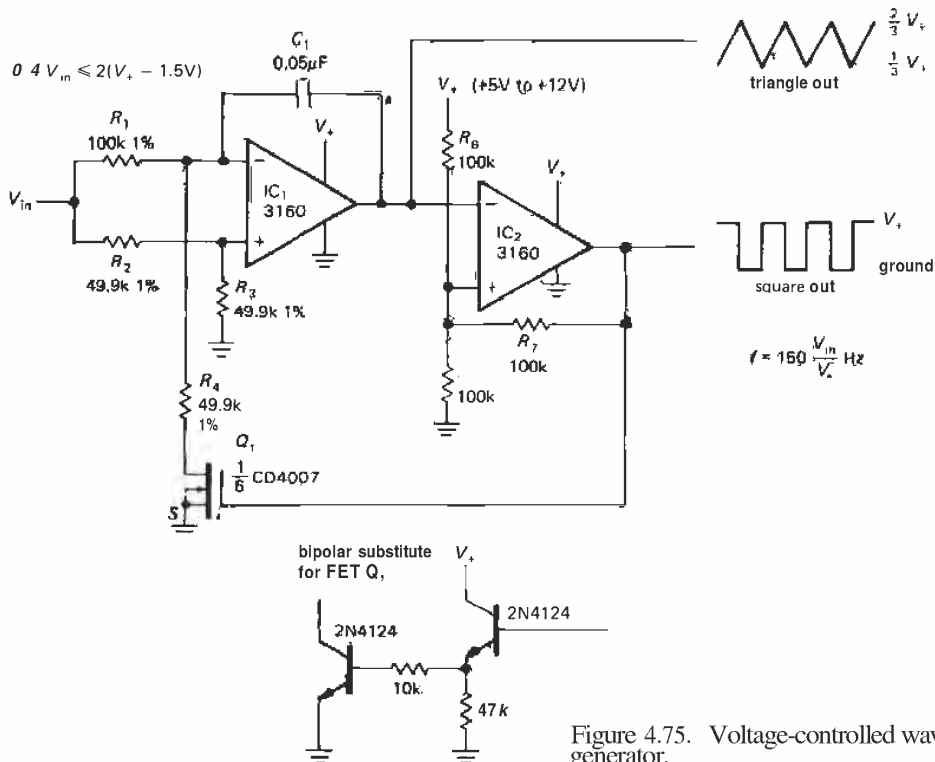 0 4 V_in ⩽ 2(V₊ − 1.5V)
C₁
0.05μF
2/3 V₊
1/3 V₊
triangle out
V₊ (+5V to +12V)
R₁
100k 1%
V₊
R₆
100k
IC₁
3160
V₊
V_in
R₂
49.9k 1%
R₃
49.9k 1%
IC₂
3160
V₊
ground
square out
R₇
100k
f = 150 V_in/V₊ Hz
R₄
49.9k
1%
100k
Q₁
1/6 CD4007
S
bipolar substitute
for FET Q,
V₊
2N4124
2N4124
10k
47k
Figure 4.75. Voltage-controlled wav
generator.